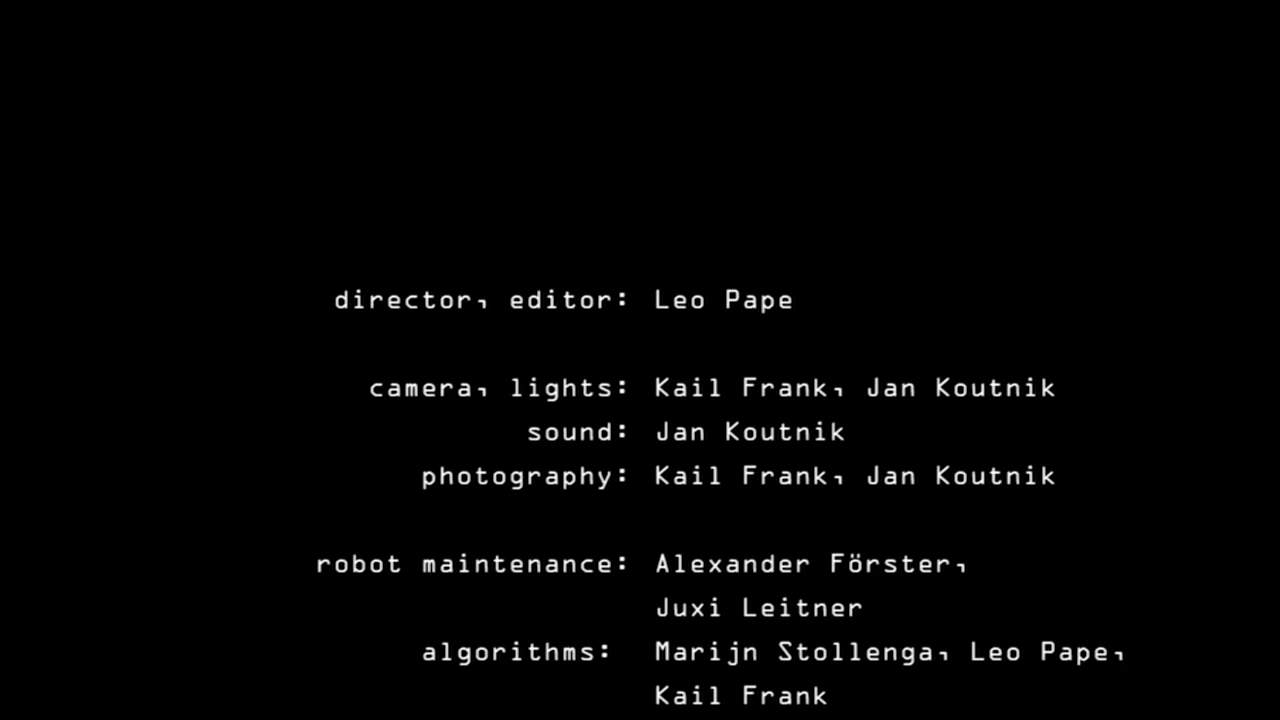 director, editor: Leo Pape
camera, lights: Kail Frank, Jan Koutnik
sound: Jan Koutnik
photography: Kail Frank, Jan Koutnik
robot maintenance: Alexander Förster,
Juxi Leitner
algorithms: Marijn Stollenga, Leo Pape,
Kail Frank